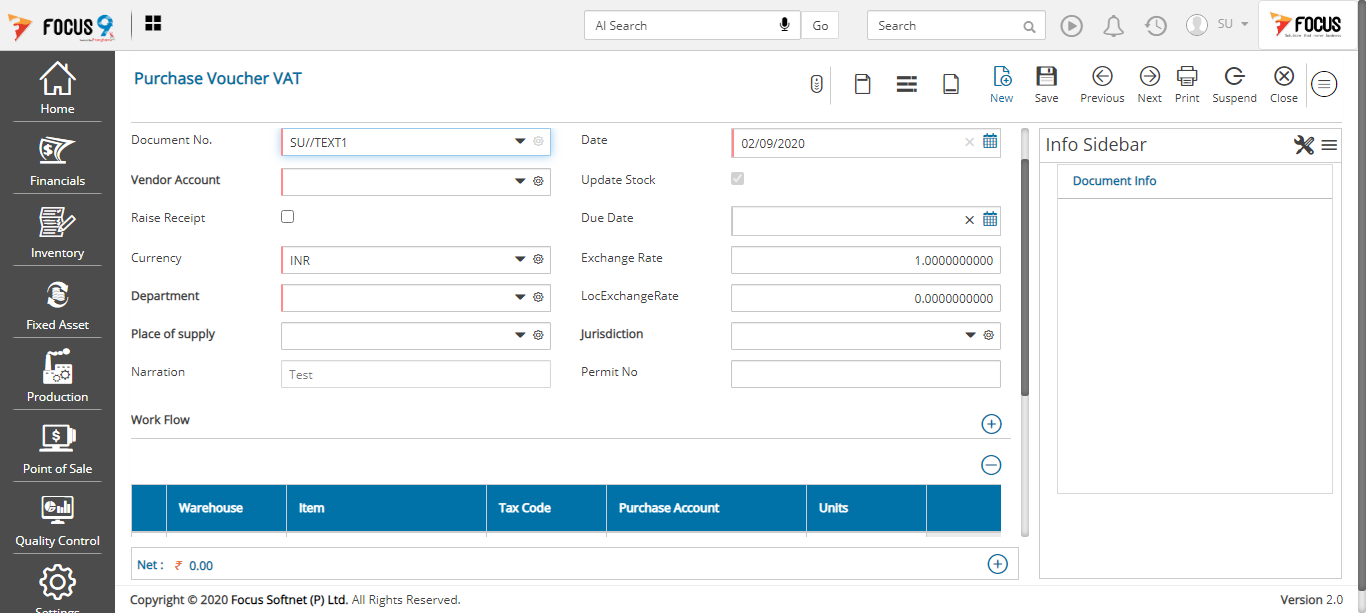 FOCUS 9
AI Search
Go
Search
SU
FOCUS
Home
Financials
Inventory
Fixed Asset
Production
Point of Sale
Quality Control
Settings
Purchase Voucher VAT
New
Save
Previous
Next
Print
Suspend
Close
Document No.
SU//TEXT1
Date
02/09/2020
Vendor Account
Update Stock
Raise Receipt
Due Date
Currency
INR
Exchange Rate
1.0000000000
Department
LocExchangeRate
0.0000000000
Place of supply
Jurisdiction
Narration
Test
Permit No
Work Flow
Warehouse
Item
Tax Code
Purchase Account
Units
Net : ₹ 0.00
Info Sidebar
Document Info
Copyright © 2020 Focus Softnet (P) Ltd. All Rights Reserved.
Version 2.0